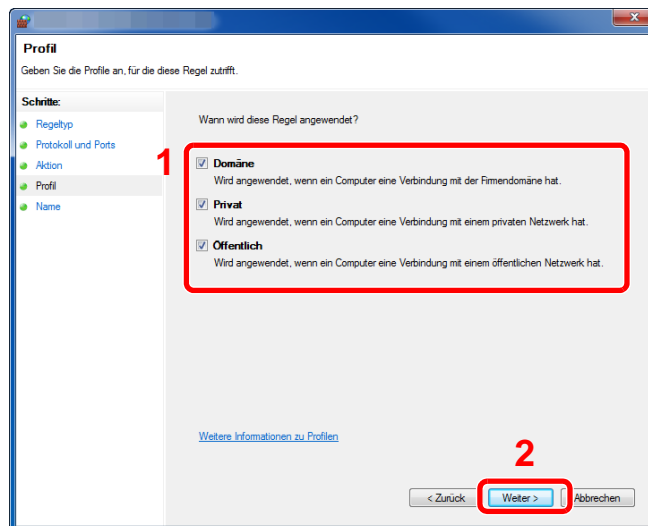 Profil
Geben Sie die Profile an, für die diese Regel zutrifft.
Schritte:
Regeltyp
Protokoll und Ports
Aktion
Profil
Name
Wann wird diese Regel angewendet?
1
Domäne
Wird angewendet, wenn ein Computer eine Verbindung mit der Firmendomäne hat.
Privat
Wird angewendet, wenn ein Computer eine Verbindung mit einem privaten Netzwerk hat.
Öffentlich
Wird angewendet, wenn ein Computer eine Verbindung mit einem öffentlichen Netzwerk hat.
Weitere Informationen zu Profilen
2
< Zurück Weiter > Abbrechen